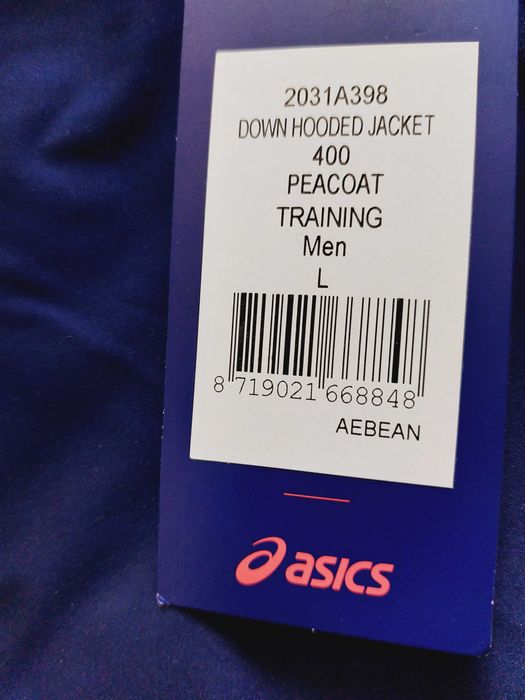 2031A398
DOWN HOODED JACKET
400
PEACOAT
TRAINING
Men
L
8 719021 668848
AEBEAN
asics